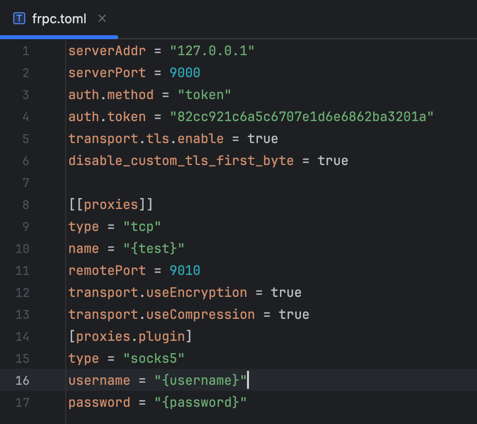 frpc.toml
1 serverAddr = "127.0.0.1"
2 serverPort = 9000
3 auth.method = "token"
4 auth.token = "82cc921c6a5c6707e1d6e6862ba3201a"
5 transport.tls.enable = true
6 disable_custom_tls_first_byte = true
7
8 [[proxies]]
9 type = "tcp"
10 name = "{test}"
11 remotePort = 9010
12 transport.useEncryption = true
13 transport.useCompression = true
14 [proxies.plugin]
15 type = "socks5"
16 username = "{username}"
17 password = "{password}"